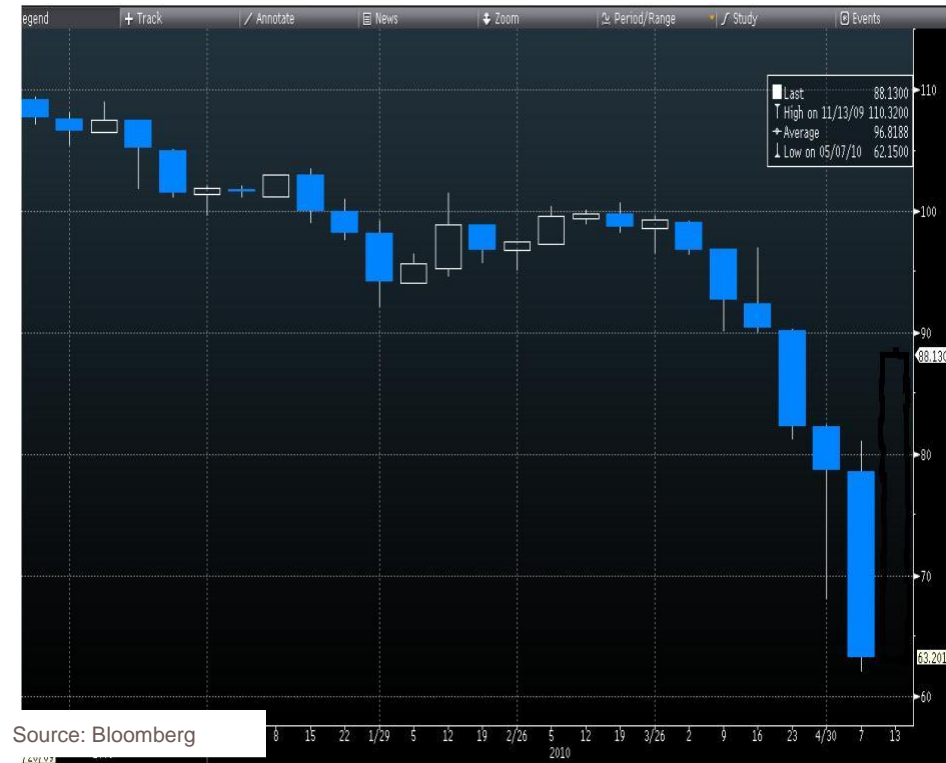 egend + Track / Annotate News Zoom Period/Range Study Events
Last 88.1300
High on 11/13/09 110.3200
Average 96.8188
Low on 05/07/10 62.1500
110
100
90
88.130
80
70
63.201
60
Source: Bloomberg
8 15 22 1/29 5 12 19 2/26 5 12 19 3/26 2 9 16 23 4/30 7 13
2010